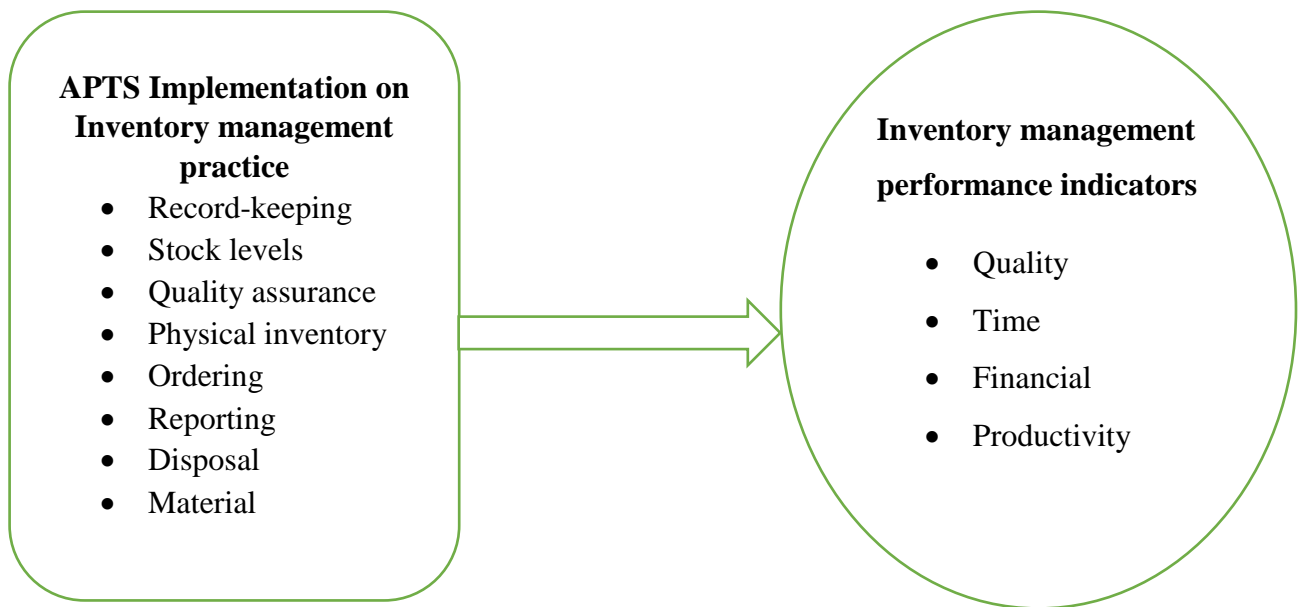 APTS Implementation on
Inventory management
practice
• Record-keeping
• Stock levels
• Quality assurance
• Physical inventory
• Ordering
• Reporting
• Disposal
• Material
Inventory management
performance indicators
• Quality
• Time
• Financial
• Productivity